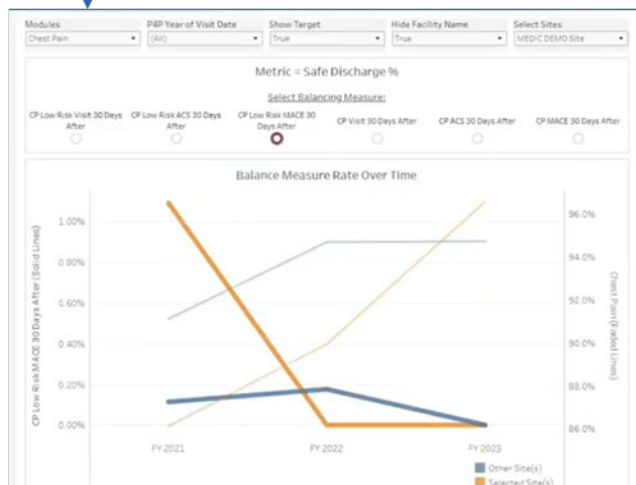 Modules P4P Year of Visit Date Show Target Hide Facility Name Select Sites
Chest Pain (All) True True MEDIC DEMO Site
Metric = Safe Discharge %
Select Balancing Measure:
CP Low Risk Visit 30 Days After
CP Low Risk ACS 30 Days After
CP Low Risk MACE 30 Days After
CP Visit 30 Days After
CP ACS 30 Days After
CP MACE 30 Days After
Balance Measure Rate Over Time
CP Low Risk MACE 30 Days After (Solid Lines)
1.00%
0.80%
0.60%
0.40%
0.20%
0.00%
96.0%
94.0%
92.0%
90.0%
88.0%
86.0%
Chest Pain (Faded Lines)
FY 2021 FY 2022 FY 2023
Other Site(s)
Selected Site(s)